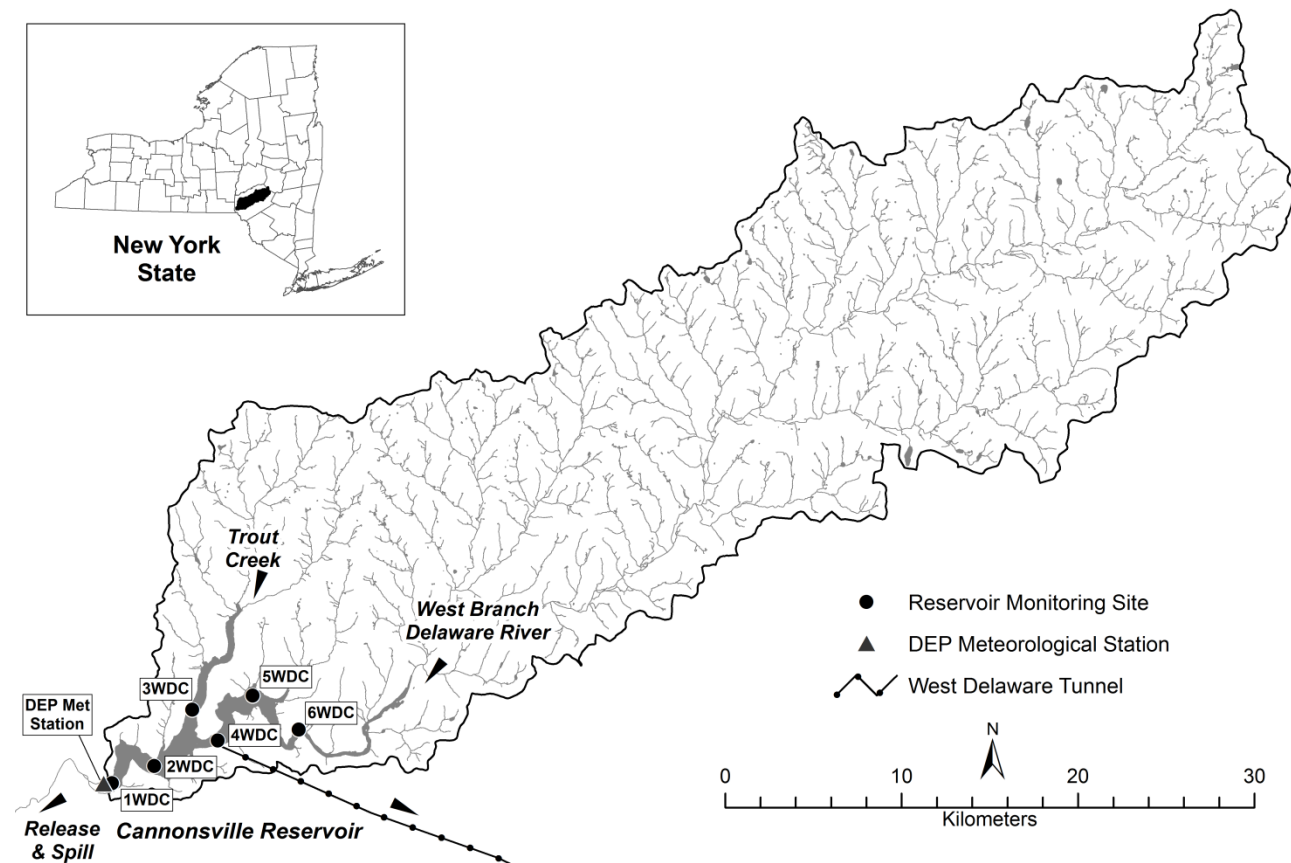 New York
State
Trout
Creek
West Branch
Delaware River
5WDC
3WDC
6WDC
DEP Met
Station
4WDC
2WDC
1WDC
Release
& Spill
Cannonsville Reservoir
Reservoir Monitoring Site
DEP Meteorological Station
West Delaware Tunnel
N
0 10 20 30
Kilometers